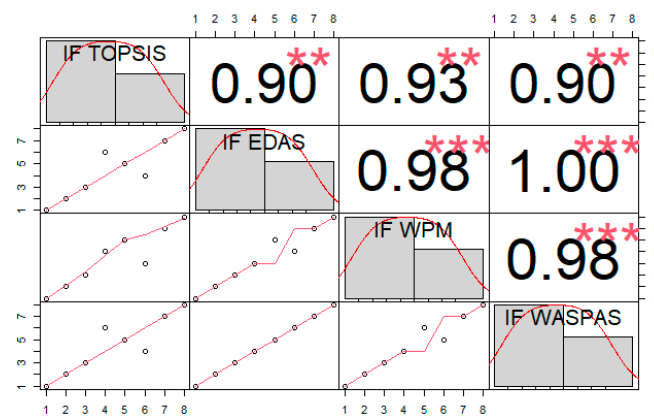 1 2 3 4 5 6 7 8 1 2 3 4 5 6 7 8
IF TOPSIS 0.90** 0.93** 0.90**
1 3 5 7 IF EDAS 0.98*** 1.00***
IF WPM 0.98***
1 3 5 7 IF WASPAS
1 2 3 4 5 6 7 8 1 2 3 4 5 6 7 8